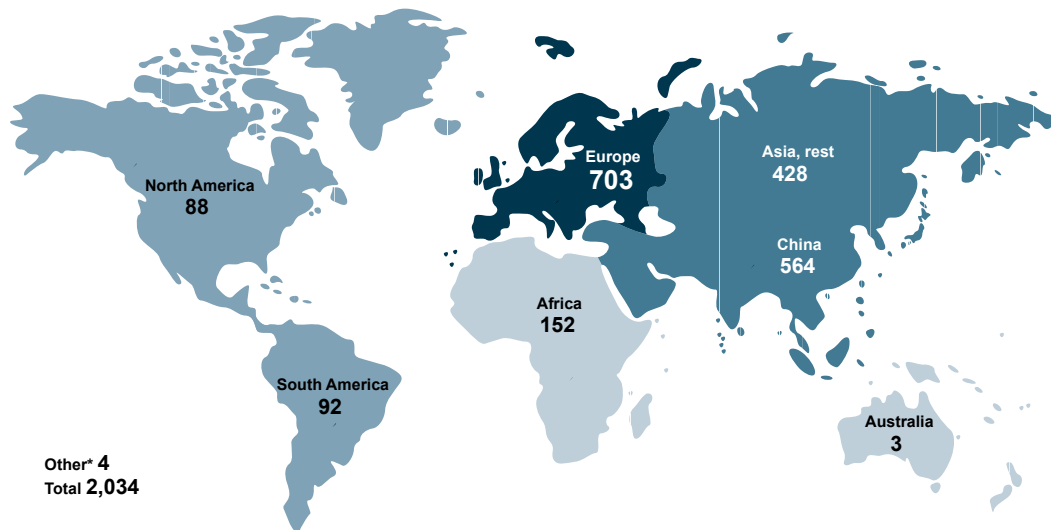 North America
88
Europe
703
Asia, rest
428
China
564
Africa
152
South America
92
Australia
3
Other* 4
Total 2,034